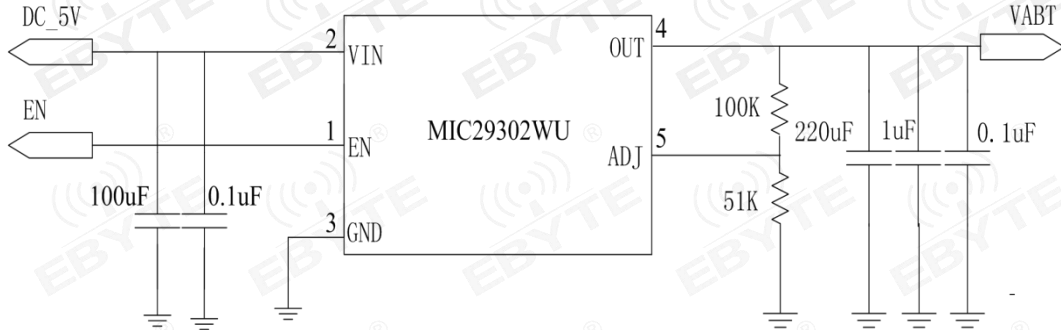 DC_5V
VABT
2
VIN
OUT
4
EN
1
EN
MIC29302WU
ADJ
5
100K
51K
220uF
1uF
0.1uF
100uF
0.1uF
3
GND
EBYTE
®